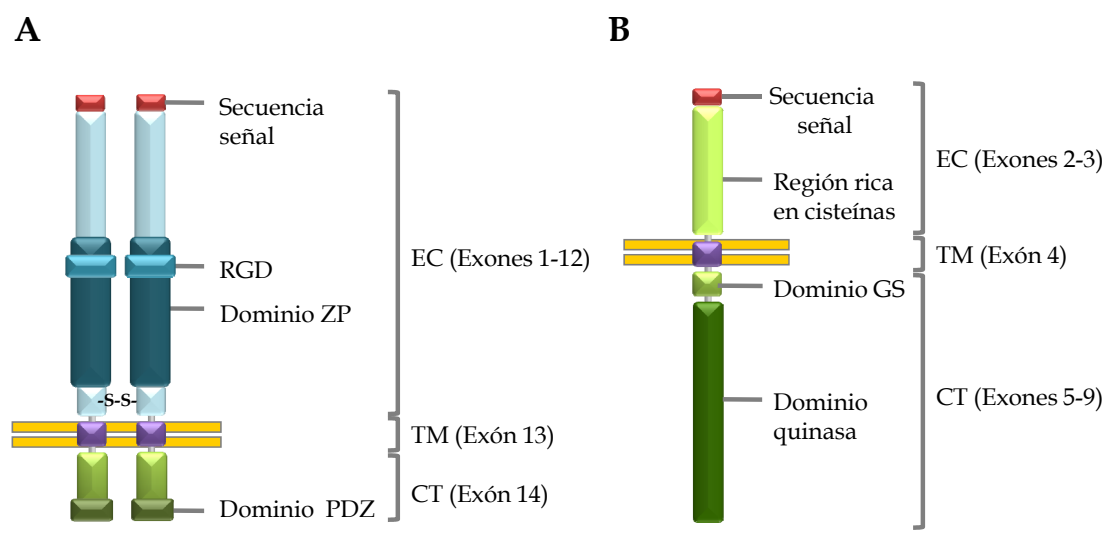 A
Secuencia
señal
RGD
Dominio ZP
-S-S-
Dominio PDZ
EC (Exones 1-12)
TM (Exón 13)
CT (Exón 14)
B
Secuencia
señal
Región rica
en cisteínas
Dominio GS
Dominio
quinasa
EC (Exones 2-3)
TM (Exón 4)
CT (Exones 5-9)